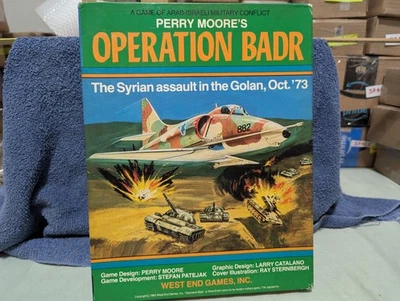 A GAME OF ARAB-ISRAELI MILITARY CONFLICT
PERRY MOORE'S
OPERATION BADR
The Syrian assault in the Golan, Oct. '73
882
Game Design: PERRY MOORE
Game Development: STEFAN PATEJAK
Graphic Design: LARRY CATALANO
Cover Illustration: RAY STERNBERGH
WEST END GAMES, INC.